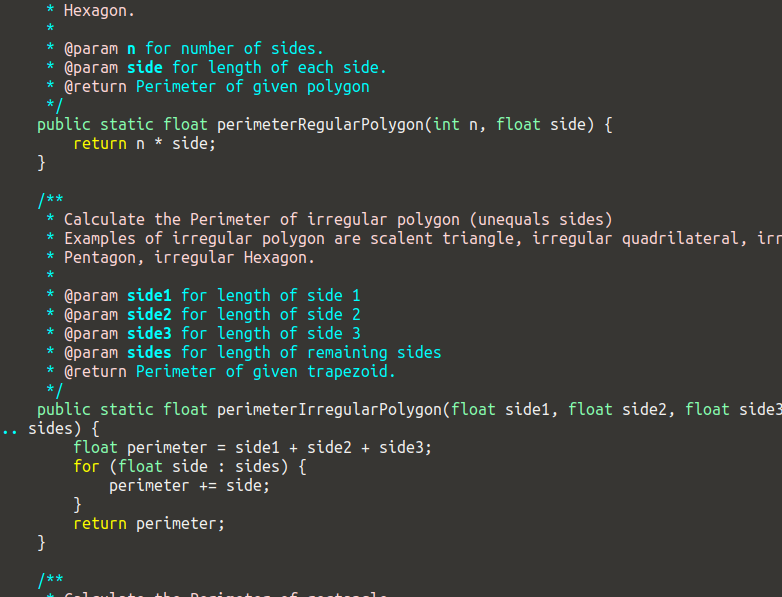 * Hexagon.
*
* @param n for number of sides.
* @param side for length of each side.
* @return Perimeter of given polygon
*/
public static float perimeterRegularPolygon(int n, float side) {
return n * side;
}
/**
* Calculate the Perimeter of irregular polygon (unequals sides)
* Examples of irregular polygon are scalent triangle, irregular quadrilateral, irr
* Pentagon, irregular Hexagon.
*
* @param side1 for length of side 1
* @param side2 for length of side 2
* @param side3 for length of side 3
* @param sides for length of remaining sides
* @return Perimeter of given trapezoid.
*/
public static float perimeterIrregularPolygon(float side1, float side2, float side3
.. sides) {
float perimeter = side1 + side2 + side3;
for (float side : sides) {
perimeter += side;
}
return perimeter;
}
/**
* Calculate the Perimeter of rectangle